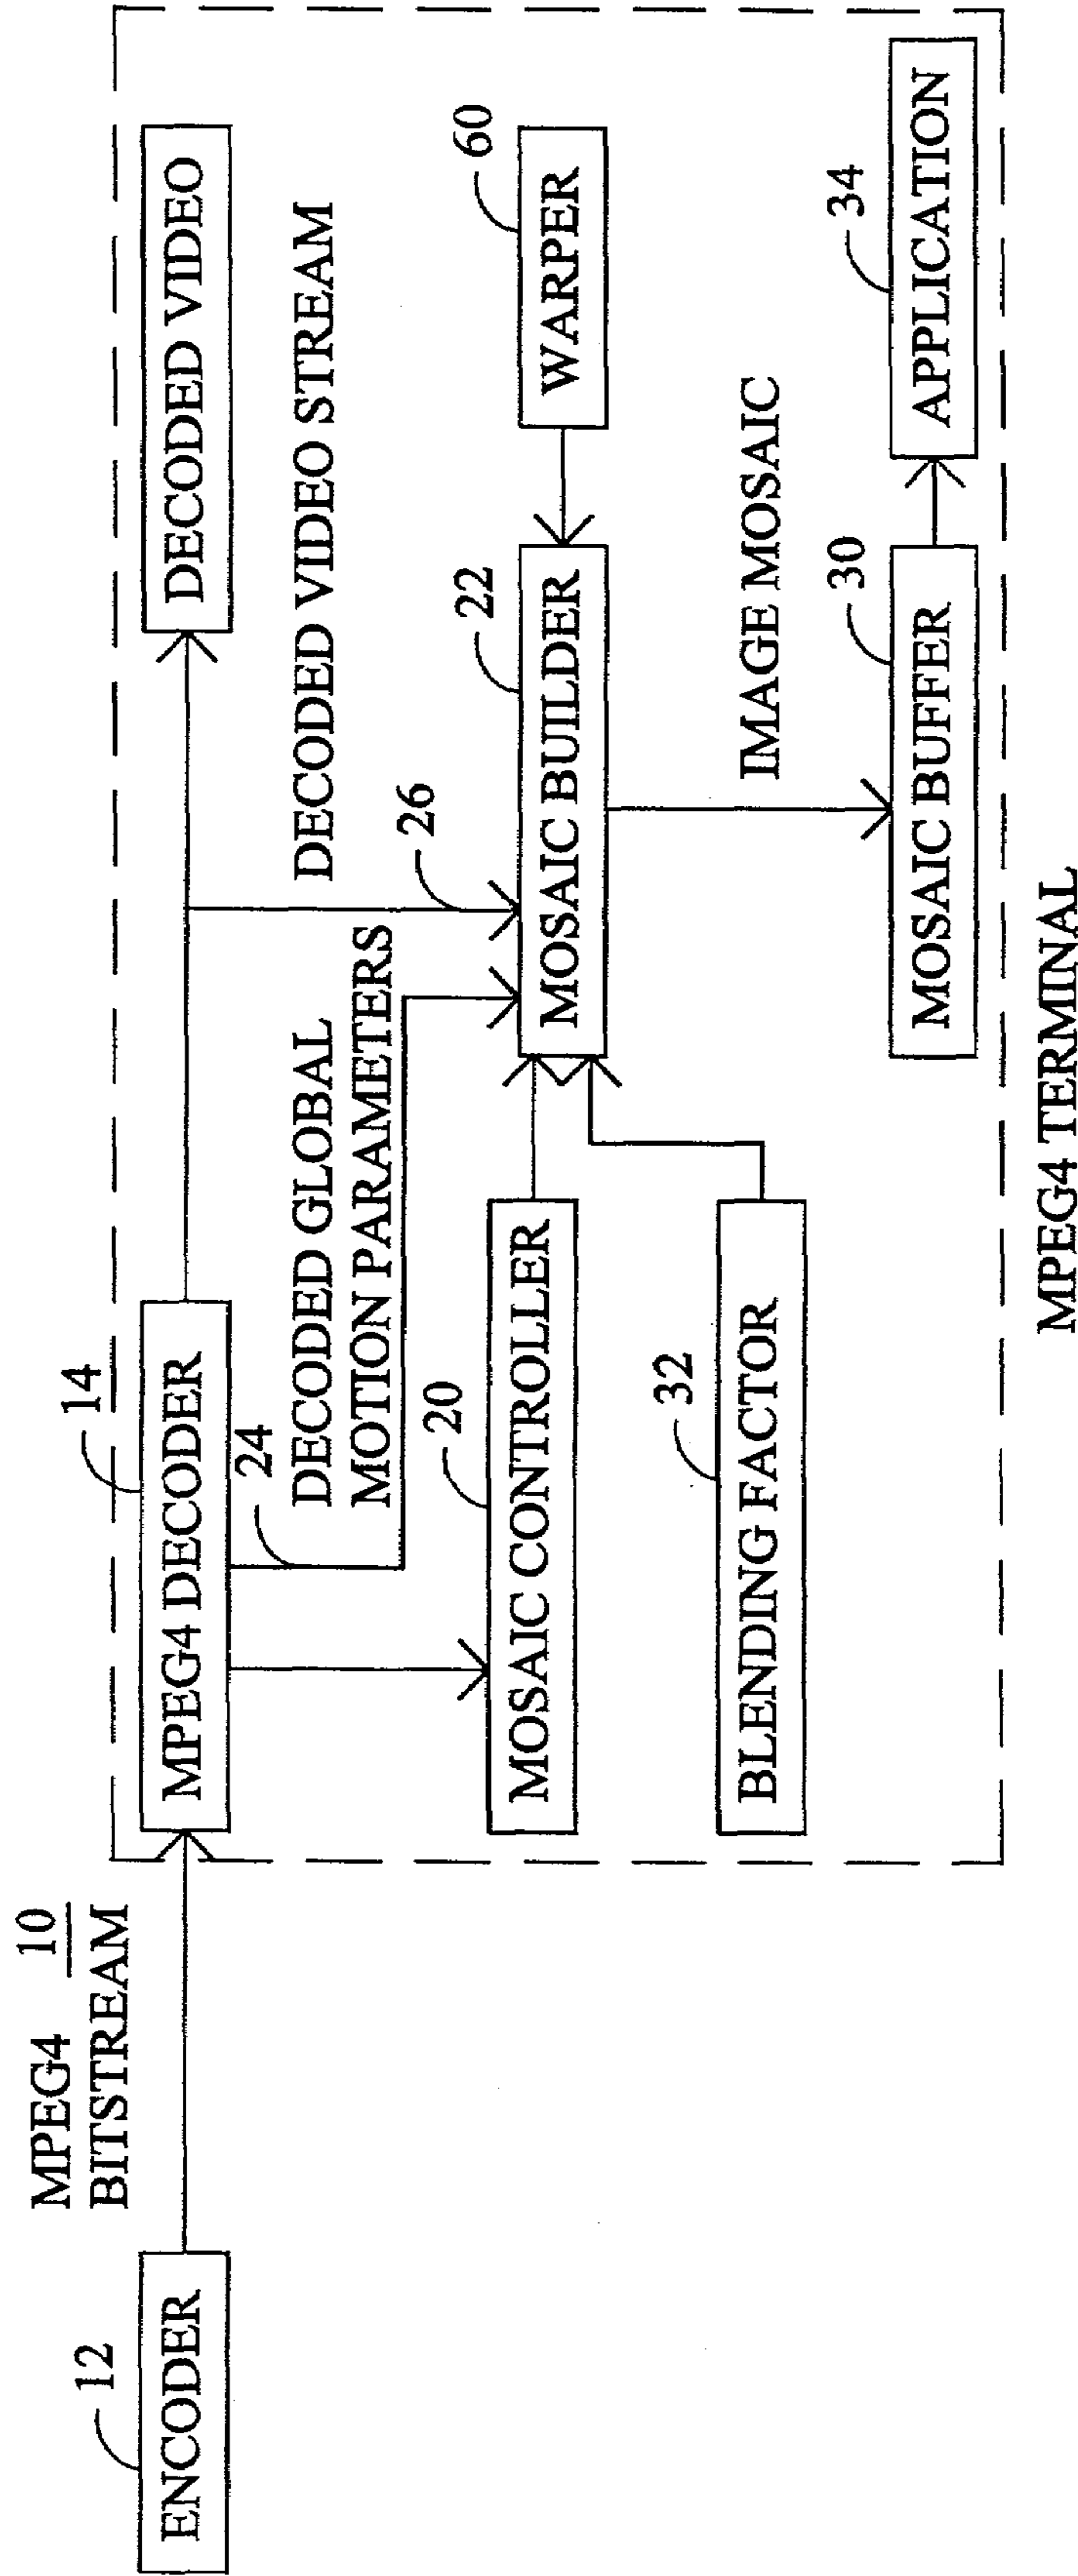 MPEG4 10
BITSTREAM
12
ENCODER
14
MPEG4 DECODER
DECODED VIDEO
24
DECODED GLOBAL
MOTION PARAMETERS
26
DECODED VIDEO STREAM
20
MOSAIC CONTROLLER
22
MOSAIC BUILDER
60
WARPER
32
BLENDING FACTOR
IMAGE MOSAIC
30
MOSAIC BUFFER
34
APPLICATION
MPEG4 TERMINAL